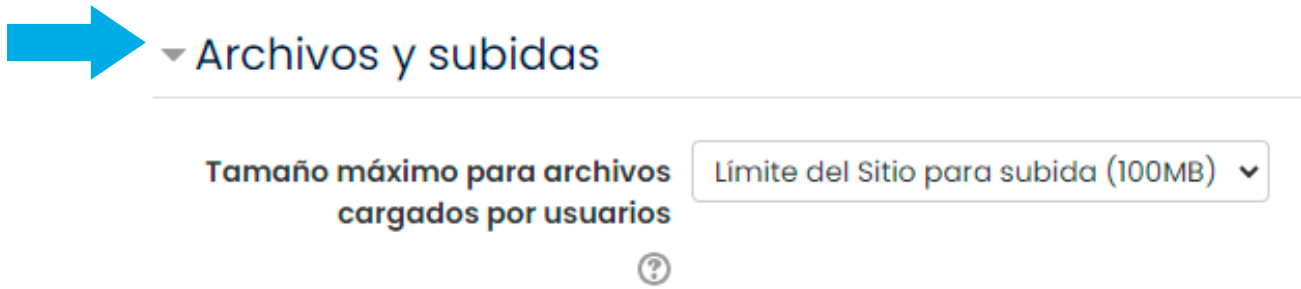 Archivos y subidas
Tamaño máximo para archivos
cargados por usuarios
Límite del Sitio para subida (100MB)
?